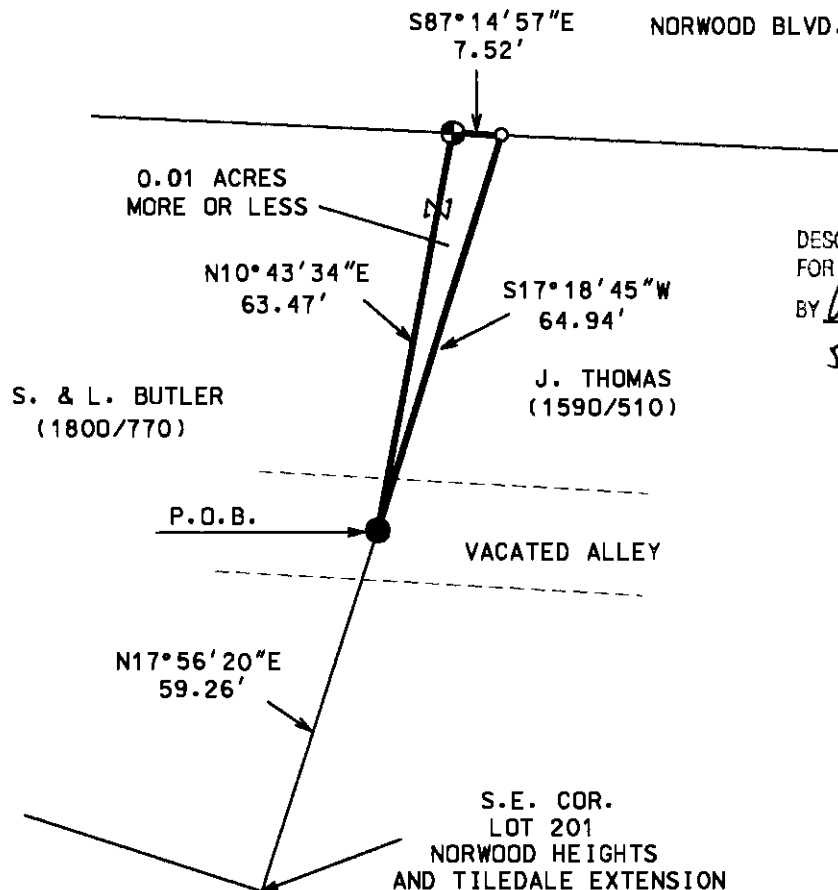 S87°14'57"E
7.52'
NORWOOD BLVD.
0.01 ACRES
MORE OR LESS
N10°43'34"E
63.47'
S17°18'45"W
64.94'
FOR
BY
J. THOMAS
(1590/510)
S. & L. BUTLER
(1800/770)
P.O.B.
VACATED ALLEY
N17°56'20"E
59.26'
S.E. COR.
LOT 201
NORWOOD HEIGHTS
AND TILEDALE EXTENSION